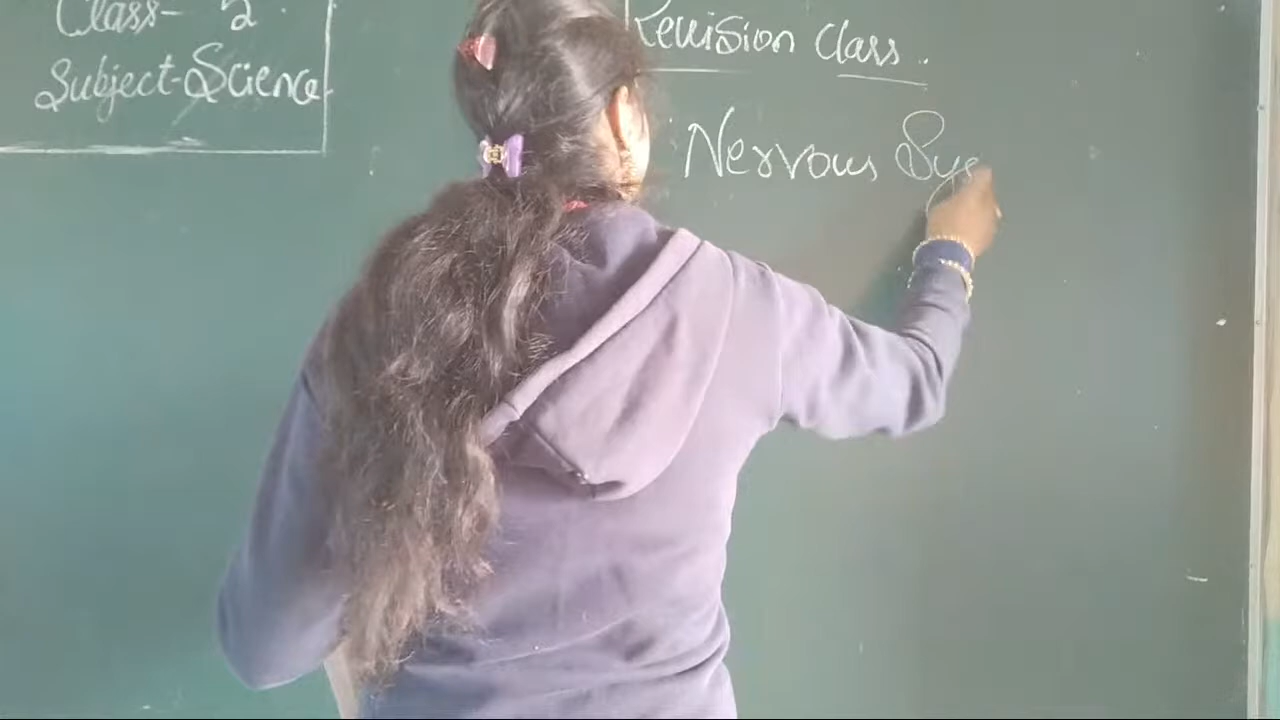 Class- 2
Subject-Science
Revision Class ..
Nervous Sys